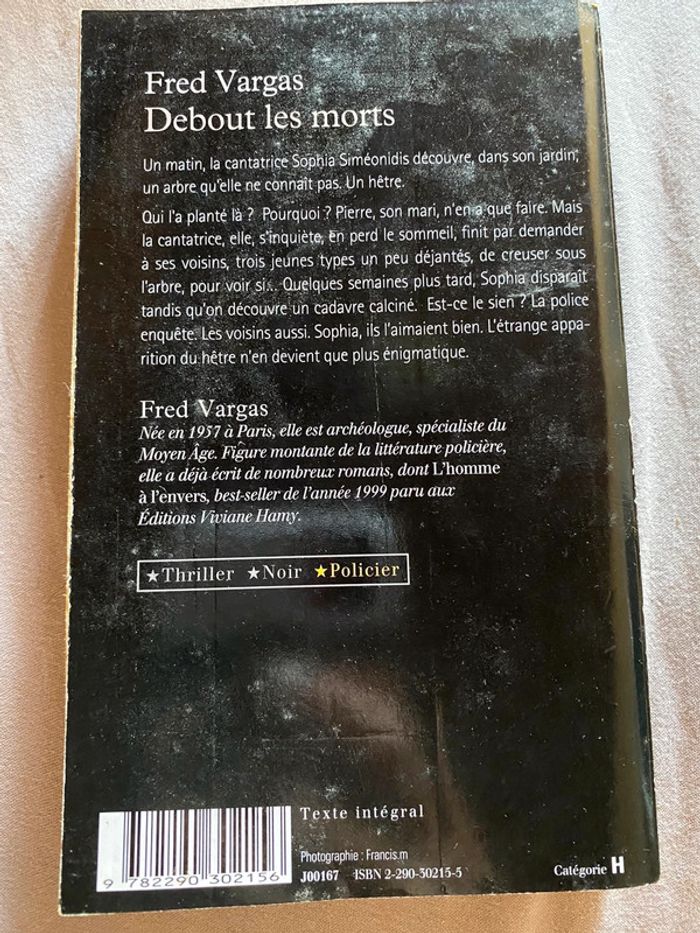 Fred Vargas
Debout les morts
Un matin, la cantatrice Sophia Siméonidis découvre, dans son jardin,
un arbre qu'elle ne connaît pas. Un hêtre.
Qui l'a planté là ? Pourquoi ? Pierre, son mari, n'en a que faire. Mais
la cantatrice, elle, s'inquiète, en perd le sommeil, finit par demander
à ses voisins, trois jeunes types un peu déjantés, de creuser sous
l'arbre, pour voir si... Quelques semaines plus tard, Sophia disparaît
tandis qu'on découvre un cadavre calciné. Est-ce le sien ? La police
enquête. Les voisins aussi. Sophia, ils l'aimaient bien. L'étrange appa-
rition du hêtre n'en devient que plus énigmatique.
Fred Vargas
Née en 1957 à Paris, elle est archéologue, spécialiste du
Moyen Âge. Figure montante de la littérature policière,
elle a déjà écrit de nombreux romans, dont L'homme
à l'envers, best-seller de l'année 1999 paru aux
Éditions Viviane Hamy.
★Thriller ★Noir ★Policier
Texte intégral
Photographie : Francis.m
J00167 ISBN 2-290-30215-5
9 782290 302156
Catégorie H